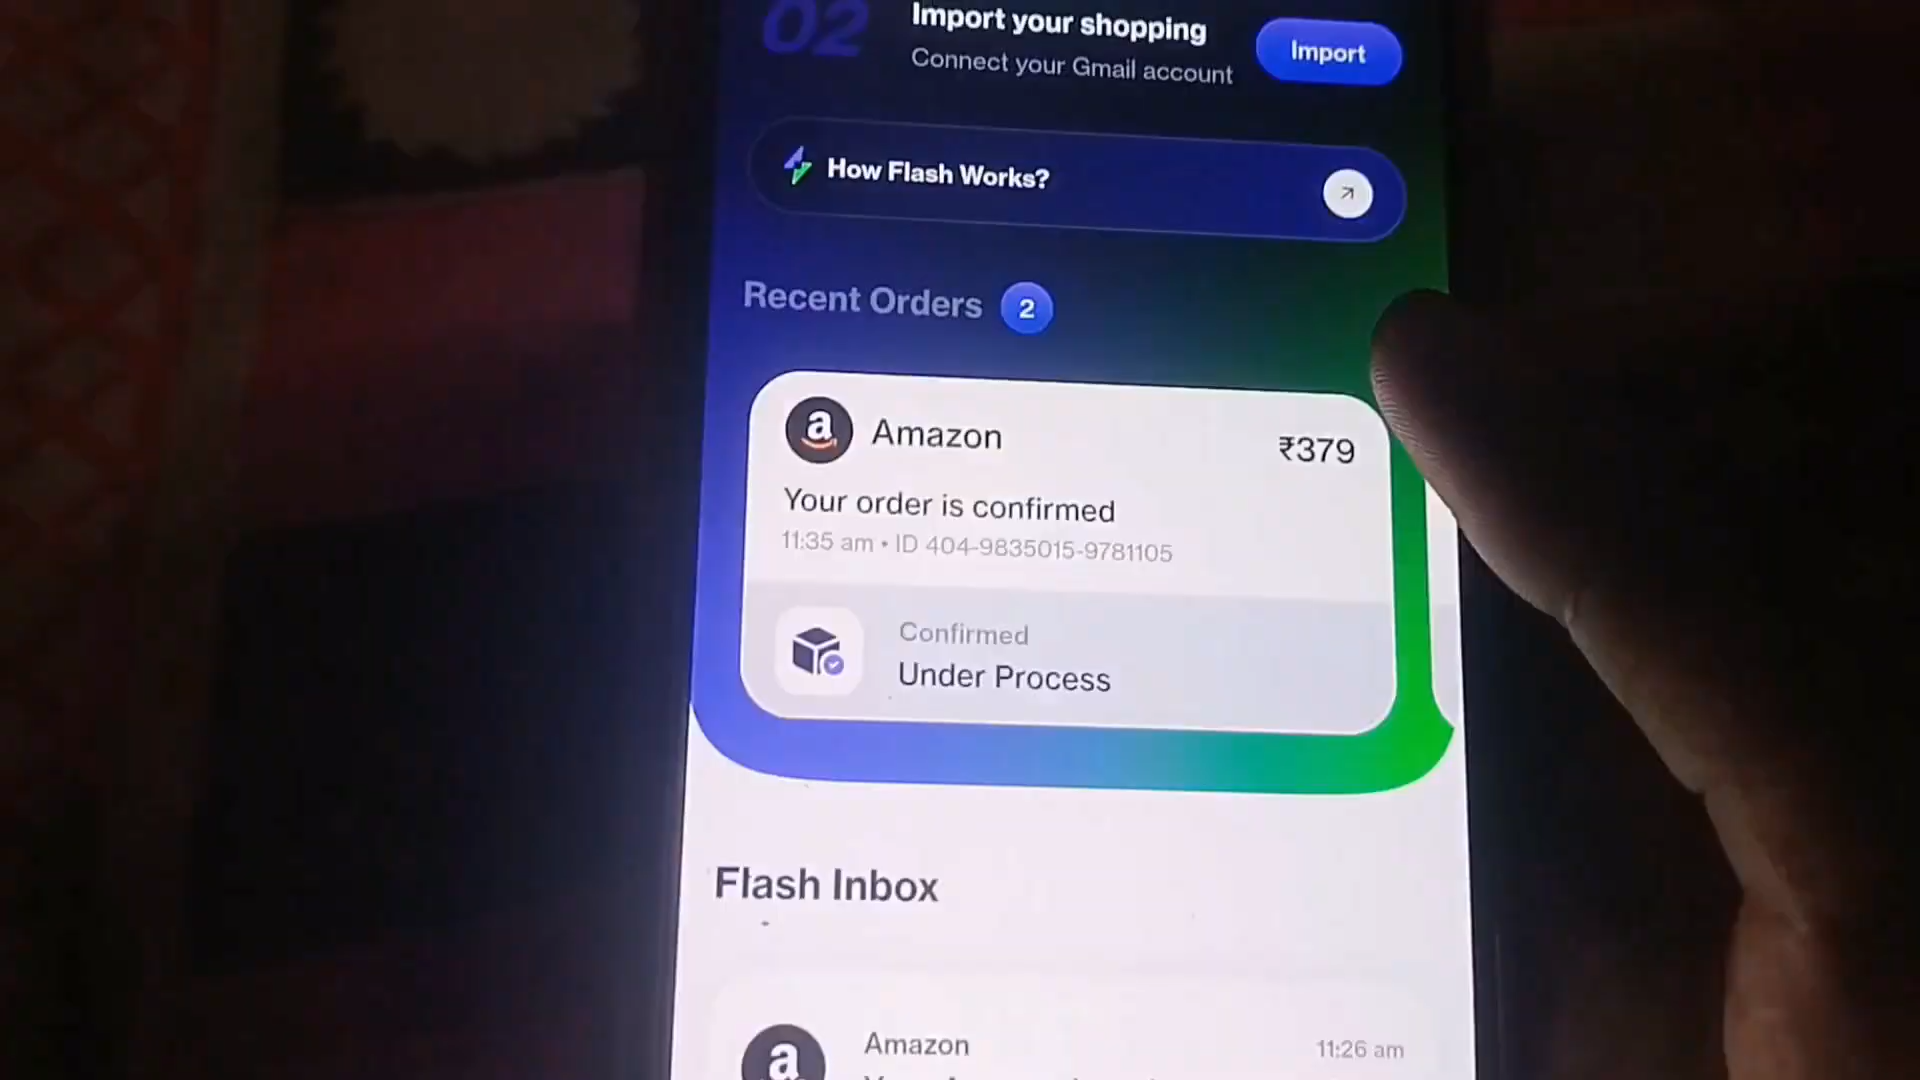 02
Import your shopping
Import
Connect your Gmail account
How Flash Works?
Recent Orders 2
a Amazon ₹379
Your order is confirmed
11:35 am • ID 404-9835015-9781105
Confirmed
Under Process
Flash Inbox
a Amazon 11:26 am